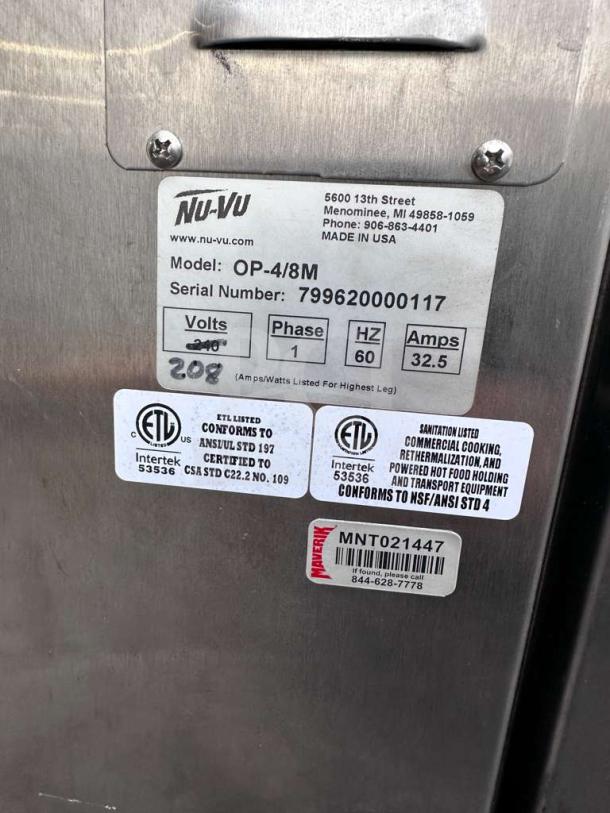 NU-VU
www.nu-vu.com
5600 13th Street
Menominee, MI 49858-1059
Phone: 906-863-4401
MADE IN USA
Model: OP-4/8M
Serial Number: 799620000117
Volts
240
208
Phase
1
HZ
60
Amps
32.5
(Amps/Watts Listed For Highest Leg)
ETL
LISTED
C US
Intertek
53536
ETL LISTED
CONFORMS TO
ANSI/UL STD 197
CERTIFIED TO
CSA STD C22.2 NO. 109
ETL
Intertek
53536
SANITATION LISTED
COMMERCIAL COOKING,
RETHERMALIZATION, AND
POWERED HOT FOOD HOLDING
AND TRANSPORT EQUIPMENT
CONFORMS TO NSF/ANSI STD 4
MAVERIK
MNT021447
If found, please call
844-628-7778